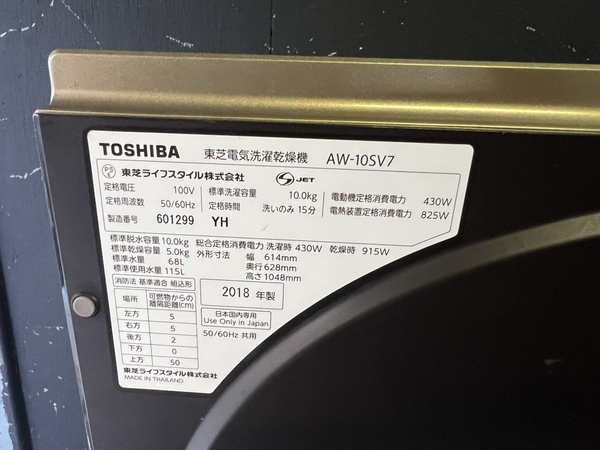 TOSHIBA 東芝電気洗濯乾燥機 AW-10SV7
PS E 東芝ライフスタイル株式会社 S JET
定格電圧 100V 標準洗濯容量 10.0kg 電動機定格消費電力 430W
定格周波数 50/60Hz 定格時間 洗いのみ 15分 電熱装置定格消費電力 825W
製造番号 601299 YH
標準脱水容量 10.0kg 総合定格消費電力 洗濯時 430W 乾燥時 915W
標準乾燥容量 5.0kg 外形寸法 幅 614mm
標準水量 68L 奥行 628mm
標準使用水量 115L 高さ 1048mm
消防法 基準適合 組込形
2018 年製
場所 可燃物からの離隔距離(cm)
左方 5
右方 5
後方 2
下方 0
上方 50
日本国内専用
Use Only in Japan
50/60Hz 共用
東芝ライフスタイル株式会社
MADE IN THAILAND